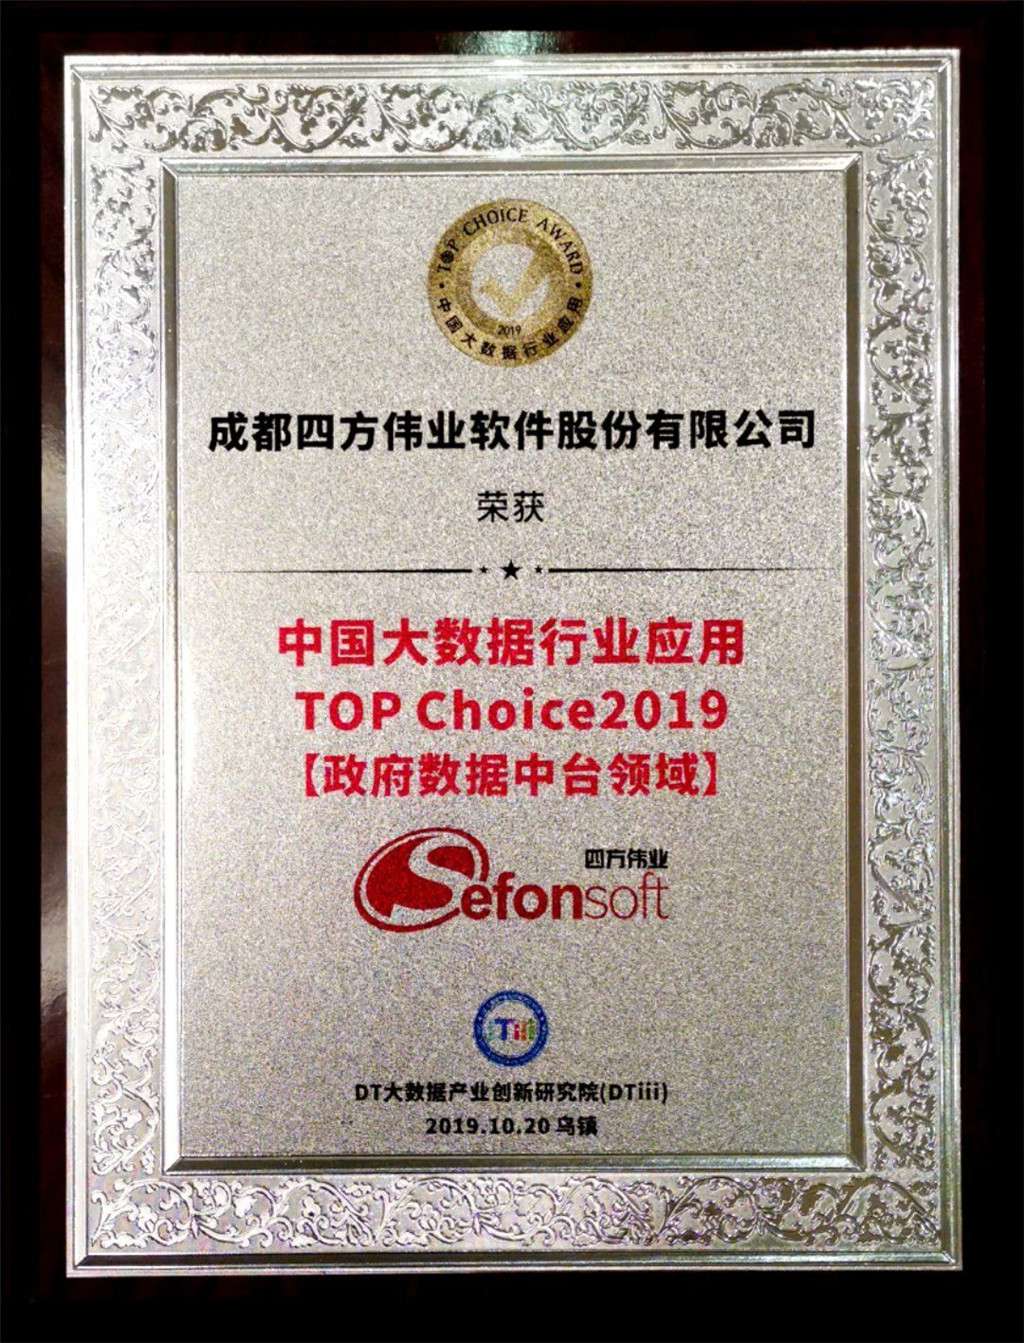 TOP CHOICE AWARD
2019
中国大数据行业应用
成都四方伟业软件股份有限公司
荣获
中国大数据行业应用
TOP Choice2019
【政府数据中台领域】
四方伟业
Sefonsoft
DTiii
DT大数据产业创新研究院(DTiii)
2019.10.20 乌镇